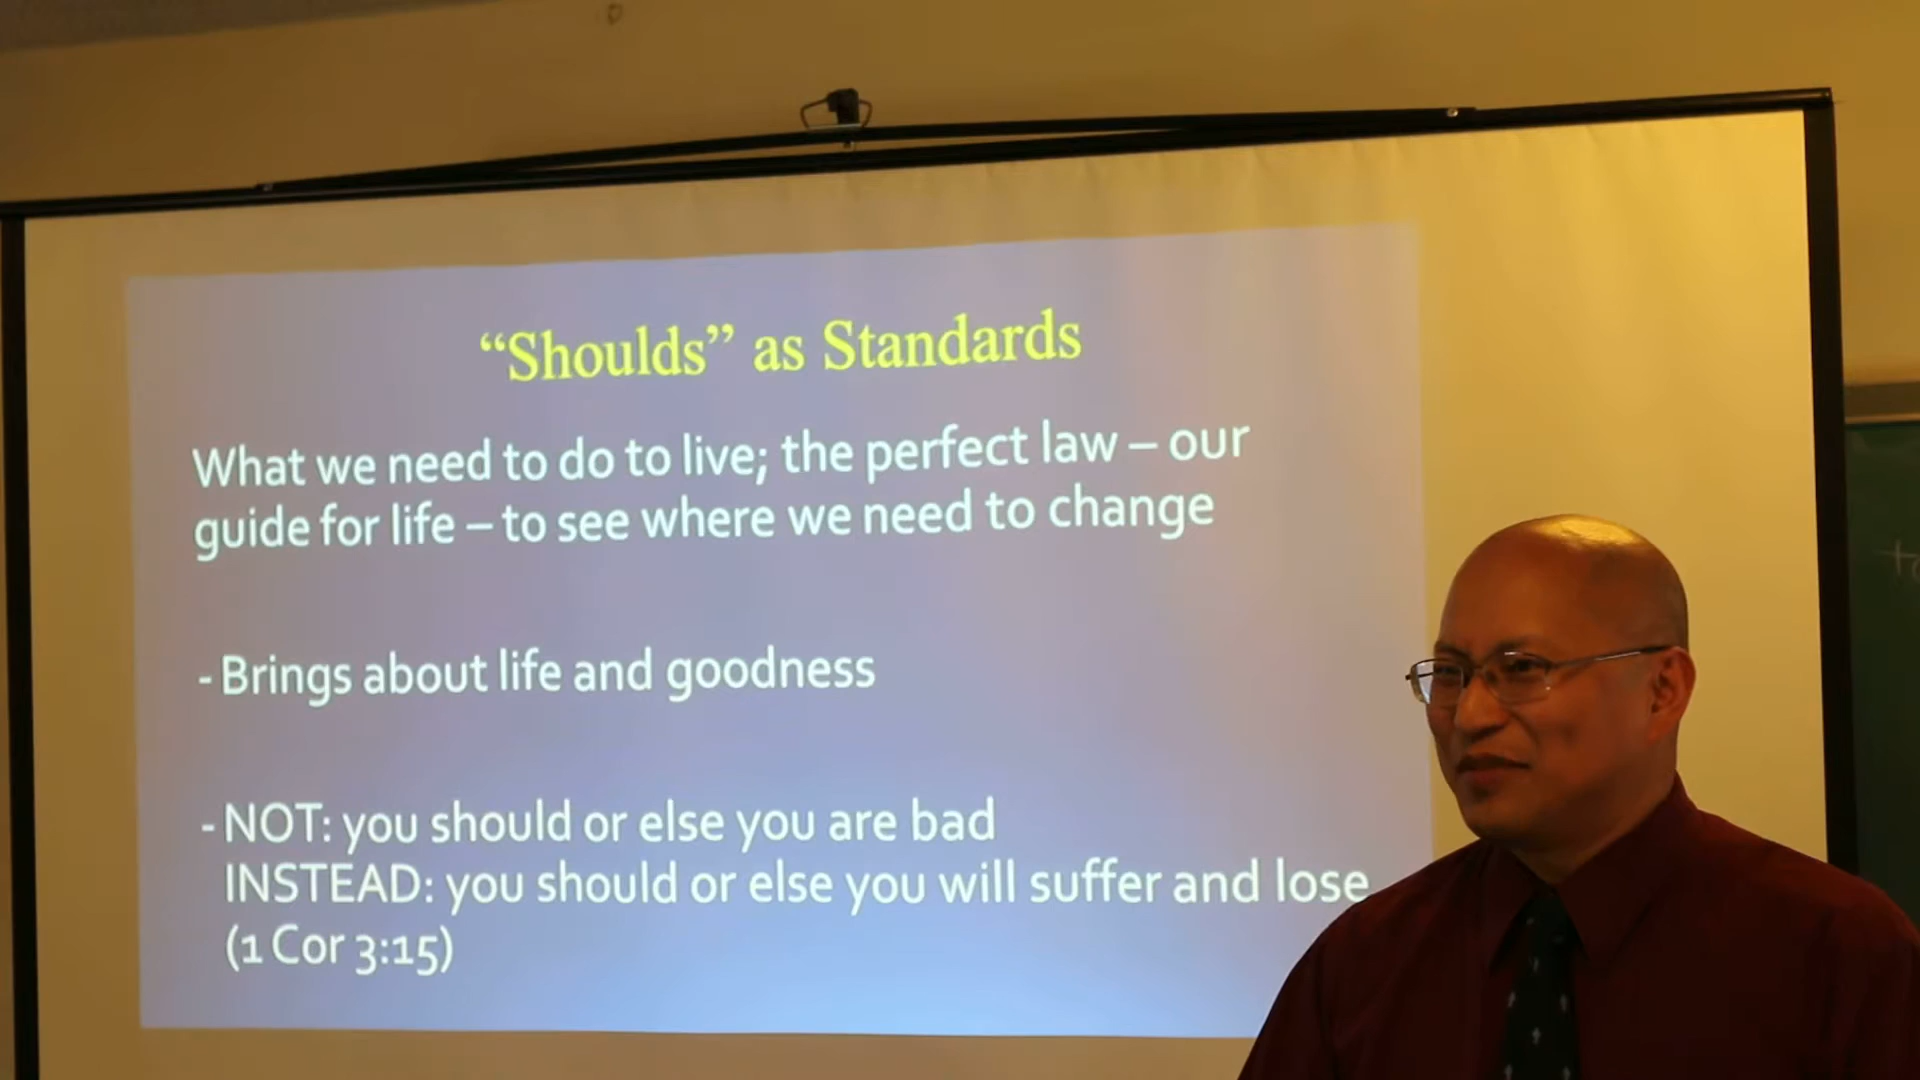 “Shoulds” as Standards
What we need to do to live; the perfect law – our
guide for life – to see where we need to change
- Brings about life and goodness
- NOT: you should or else you are bad
INSTEAD: you should or else you will suffer and lose
(1 Cor 3:15)